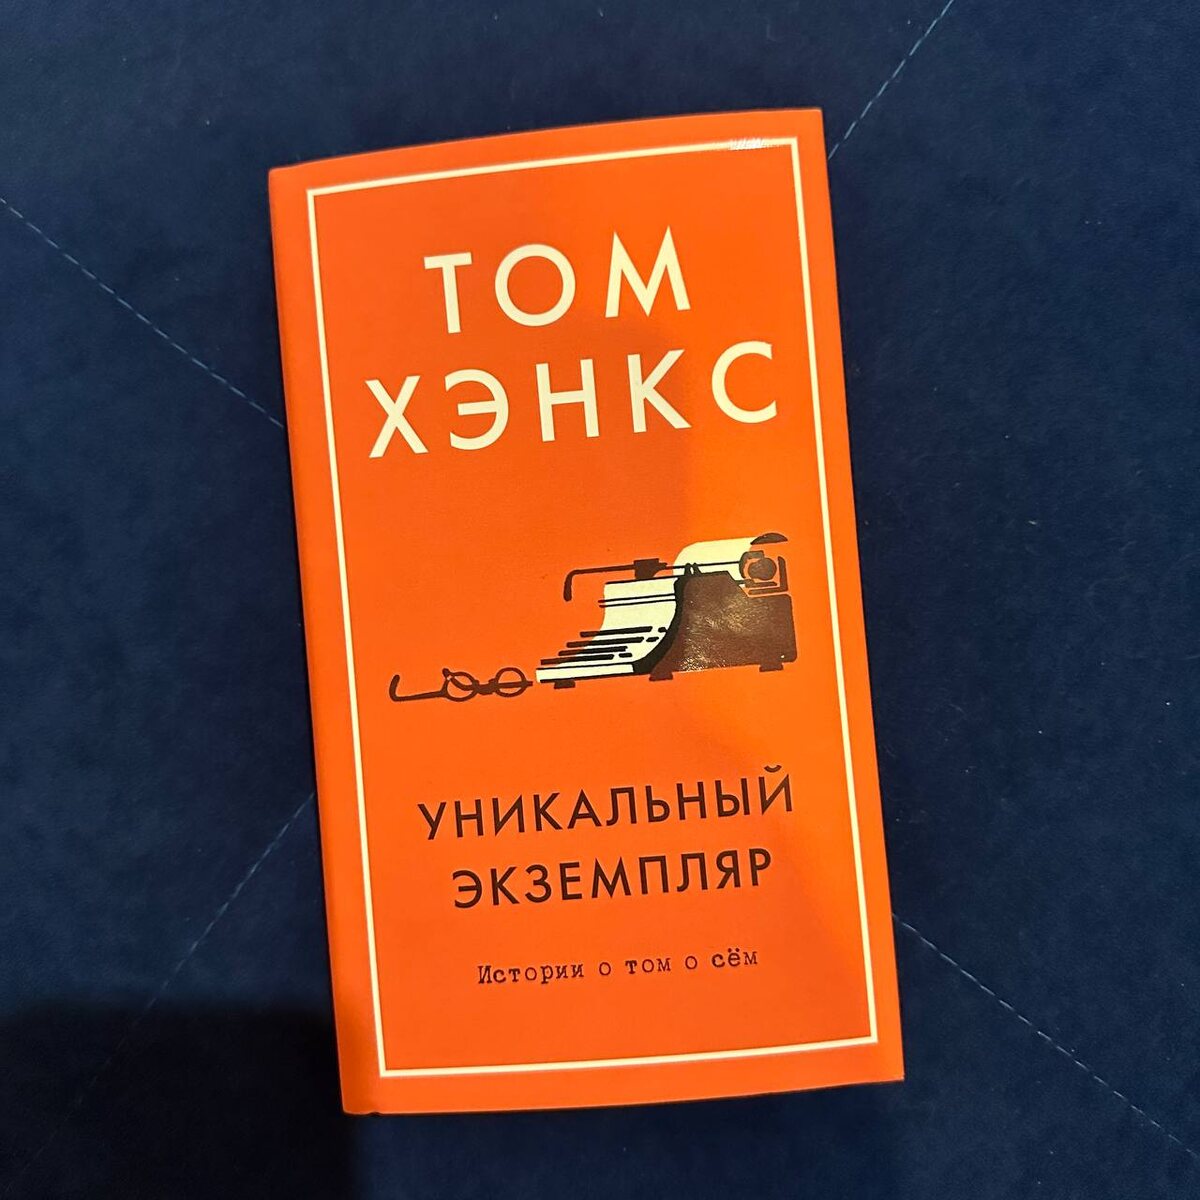 ТОМ
ХЭНКС
УНИКАЛЬНЫЙ
ЭКЗЕМПЛЯР
Истории о том о сём